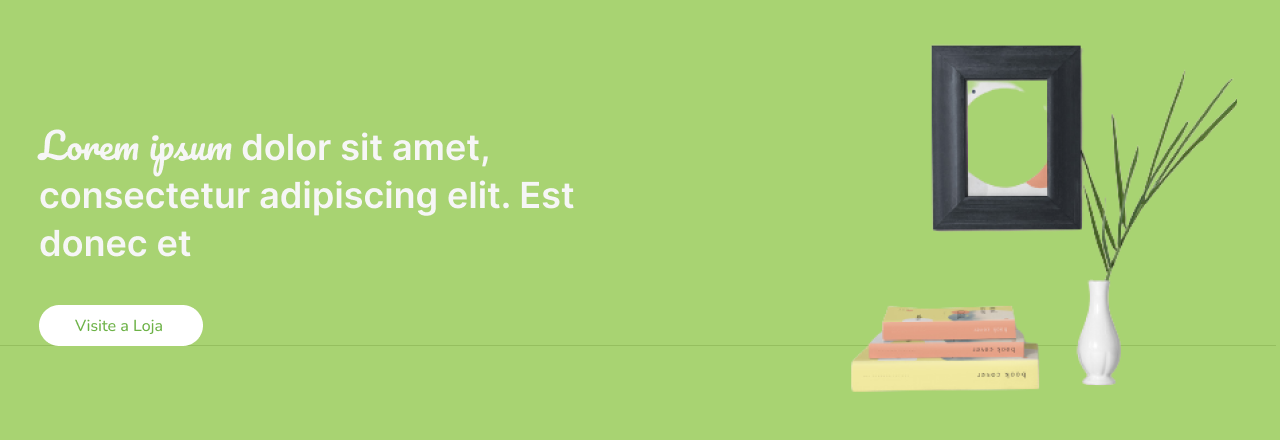 Lorem ipsum dolor sit amet,
consectetur adipiscing elit. Est
donec et
Visite a Loja
book cover
book cover
book cover